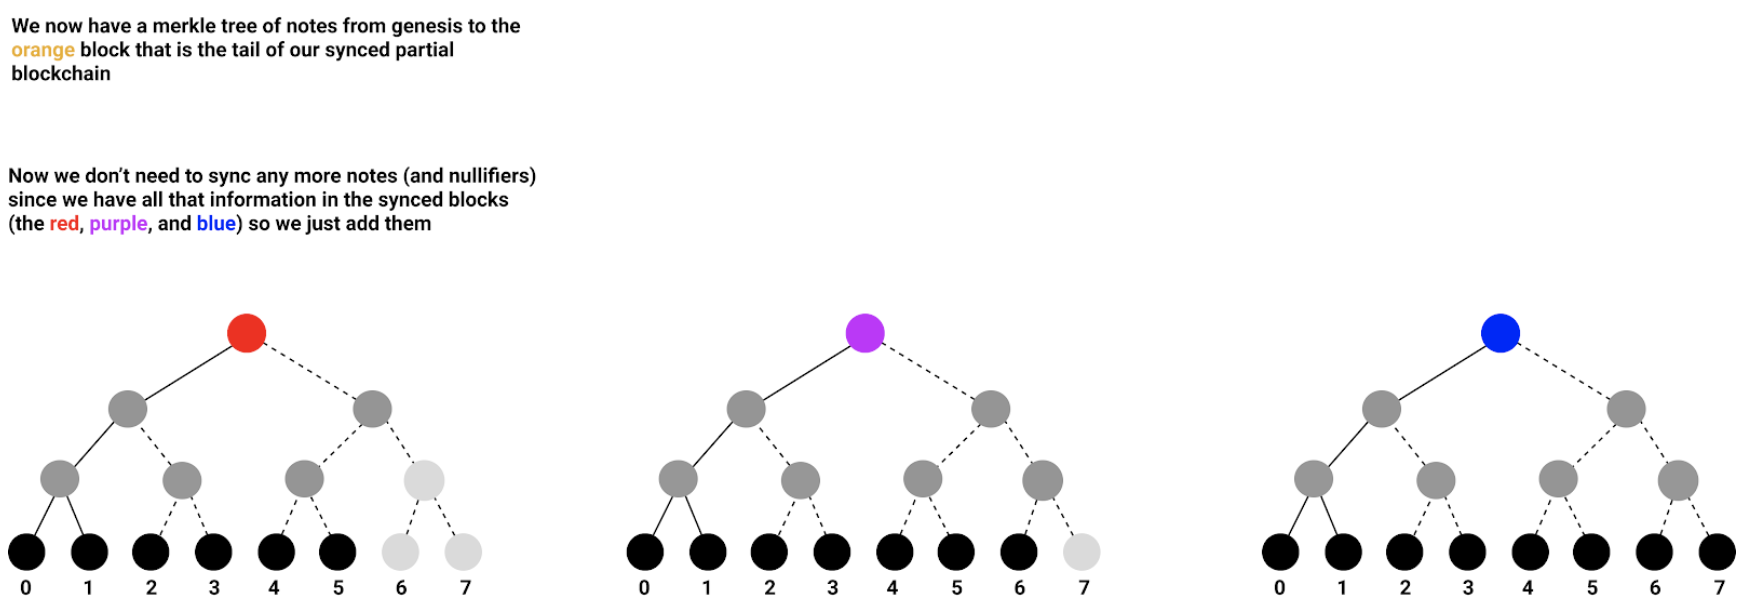 We now have a merkle tree of notes from genesis to the
orange block that is the tail of our synced partial
blockchain
Now we don't need to sync any more notes (and nullifiers)
since we have all that information in the synced blocks
(the red, purple, and blue) so we just add them
0 1 2 3 4 5 6 7
0 1 2 3 4 5 6 7
0 1 2 3 4 5 6 7